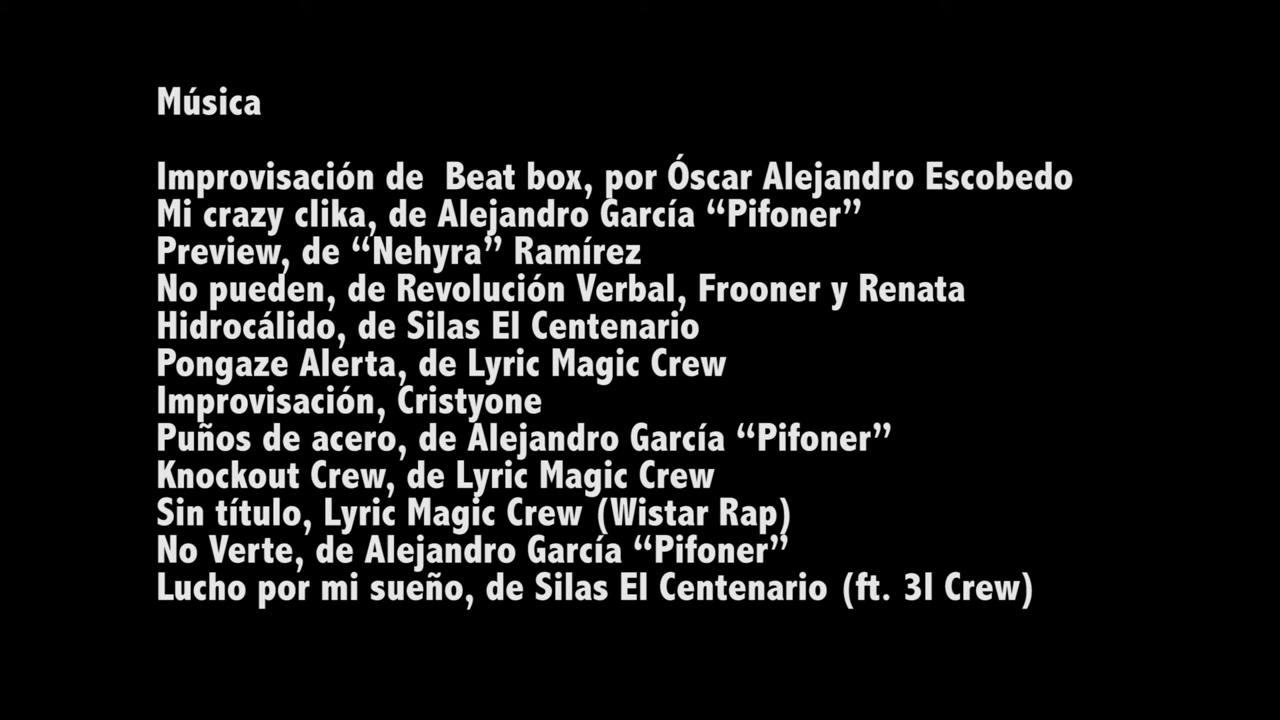 Música
Improvisación de  Beat box, por Óscar Alejandro Escobedo
Mi crazy clika, de Alejandro García “Pifoner”
Preview, de “Nehyra” Ramírez
No pueden, de Revolución Verbal, Frooner y Renata
Hidrocálido, de Silas El Centenario
Pongaze Alerta, de Lyric Magic Crew
Improvisación, Cristyone
Puños de acero, de Alejandro García “Pifoner”
Knockout Crew, de Lyric Magic Crew
Sin título, Lyric Magic Crew (Wistar Rap)
No Verte, de Alejandro García “Pifoner”
Lucho por mi sueño, de Silas El Centenario (ft. 3l Crew)